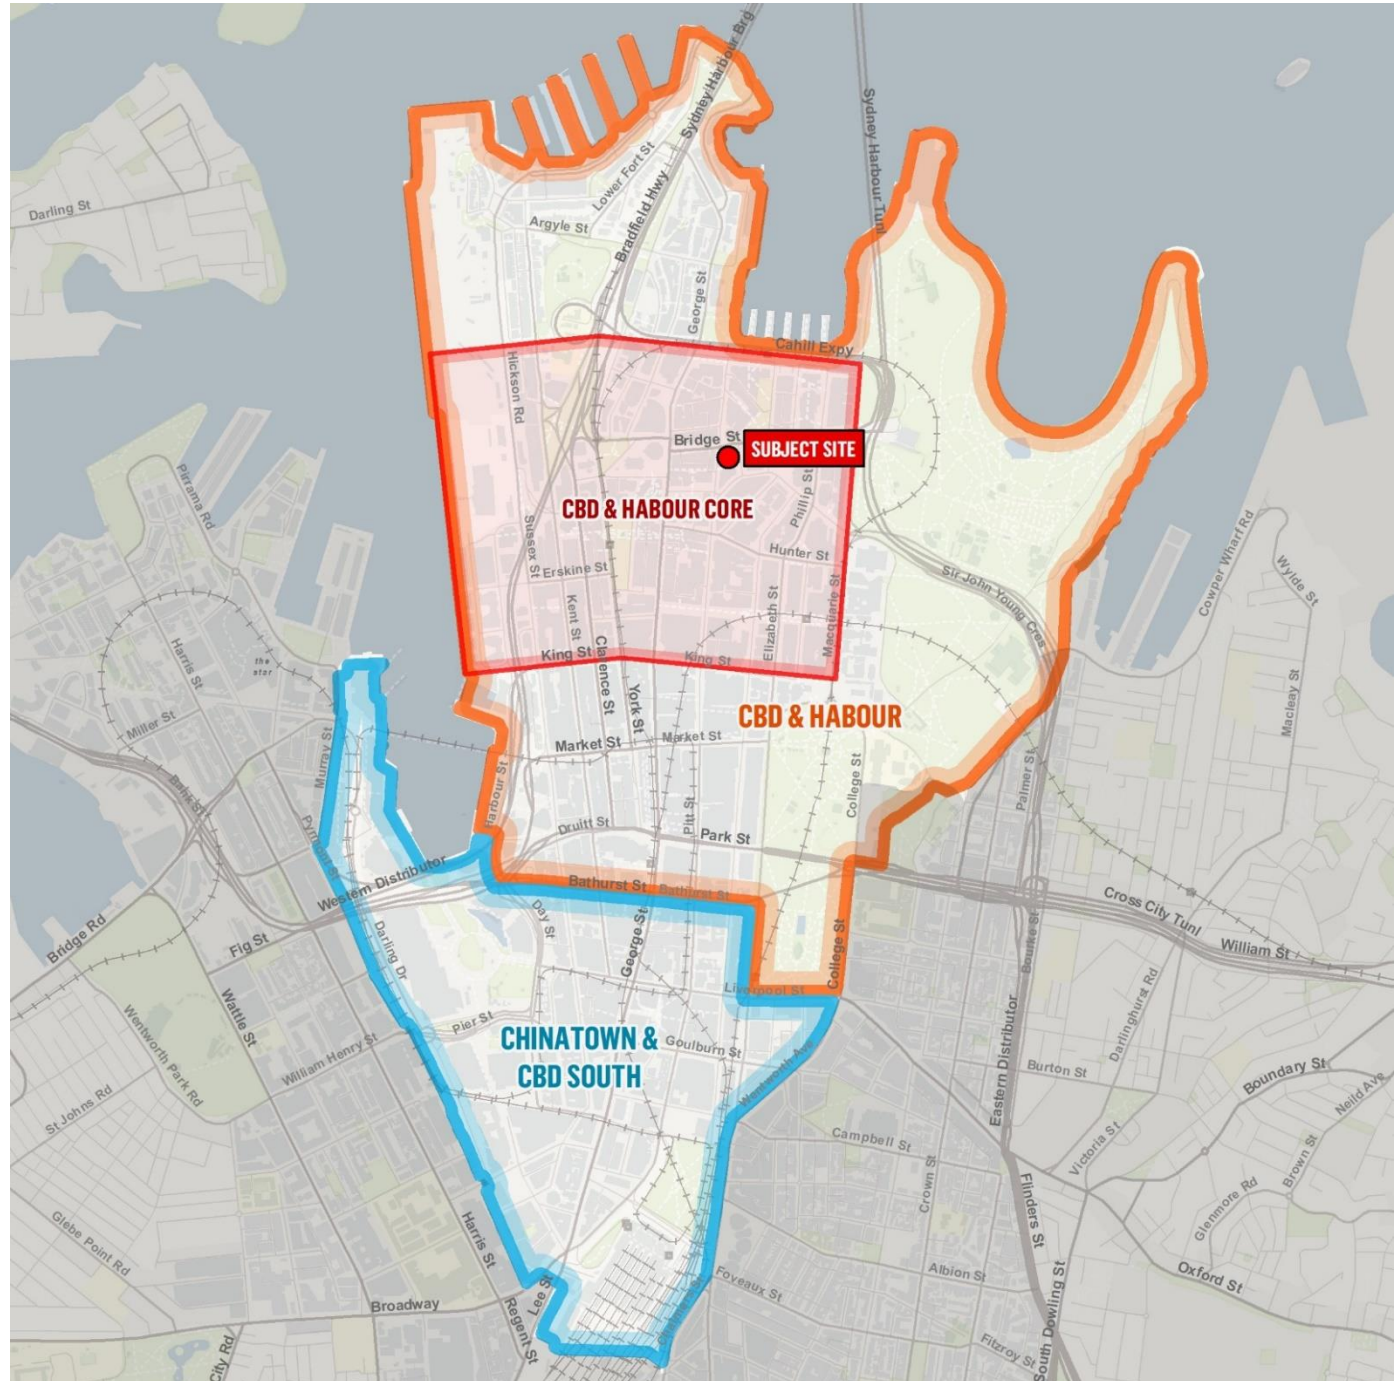 Sydney Harbour Brg
Sydney Harbour Tunl
Darling St
Lower Fort St
Argyle St
Bradfield Hwy
George St
Cahill Expy
Hickson Rd
Bridge St
SUBJECT SITE
Pirrama Rd
CBD & HABOUR CORE
Phillip St
Sussex St
Hunter St
Erskine St
Sir John Young Cres
Cowper Wharf Rd
Wylde St
Kent St
Elizabeth St
Macquarie St
Harris St
King St
King St
Clarence St
the
ator
York St
Macleay St
Miller St
CBD & HABOUR
Murray St
Market St
Market St
College St
Palmer St
Bank St
Harbour St
Pitt St
Druitt St
Park St
Pyrmont St
Western Distributor
Bathurst St
Bathurst St
Cross City Tunl
William St
Bridge Rd
Fig St
Darling Dr
Day St
George St
Bourke St
College St
Liverpool St
Wattle St
Pier St
Darlinghurst Rd
CHINATOWN &
CBD SOUTH
Goulburn St
Wentworth Park Rd
William Henry St
Wentworth Ave
Eastern Distributor
Burton St
Boundary St
Neild Ave
St Johns Rd
Campbell St
Victoria St
Crown St
Brown St
Glenmore Rd
Flinders St
Glebe Point Rd
Harris St
Albion St
Oxford St
Foveaux St
Lee St
Broadway
Regent St
City Rd
Fitzroy St
South Dowling St